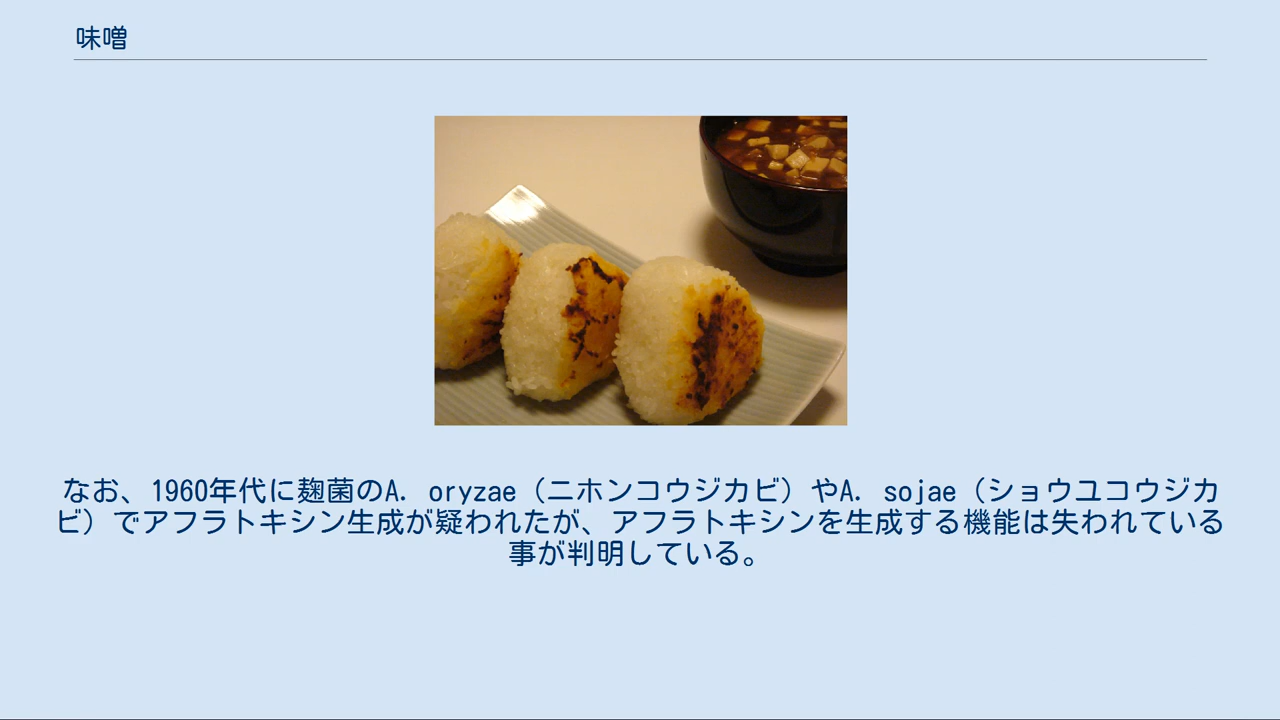 味噌
なお、1960年代に麹菌のA. oryzae（ニホンコウジカビ）やA. sojae（ショウユコウジカ
ビ）でアフラトキシン生成が疑われたが、アフラトキシンを生成する機能は失われている
事が判明している。